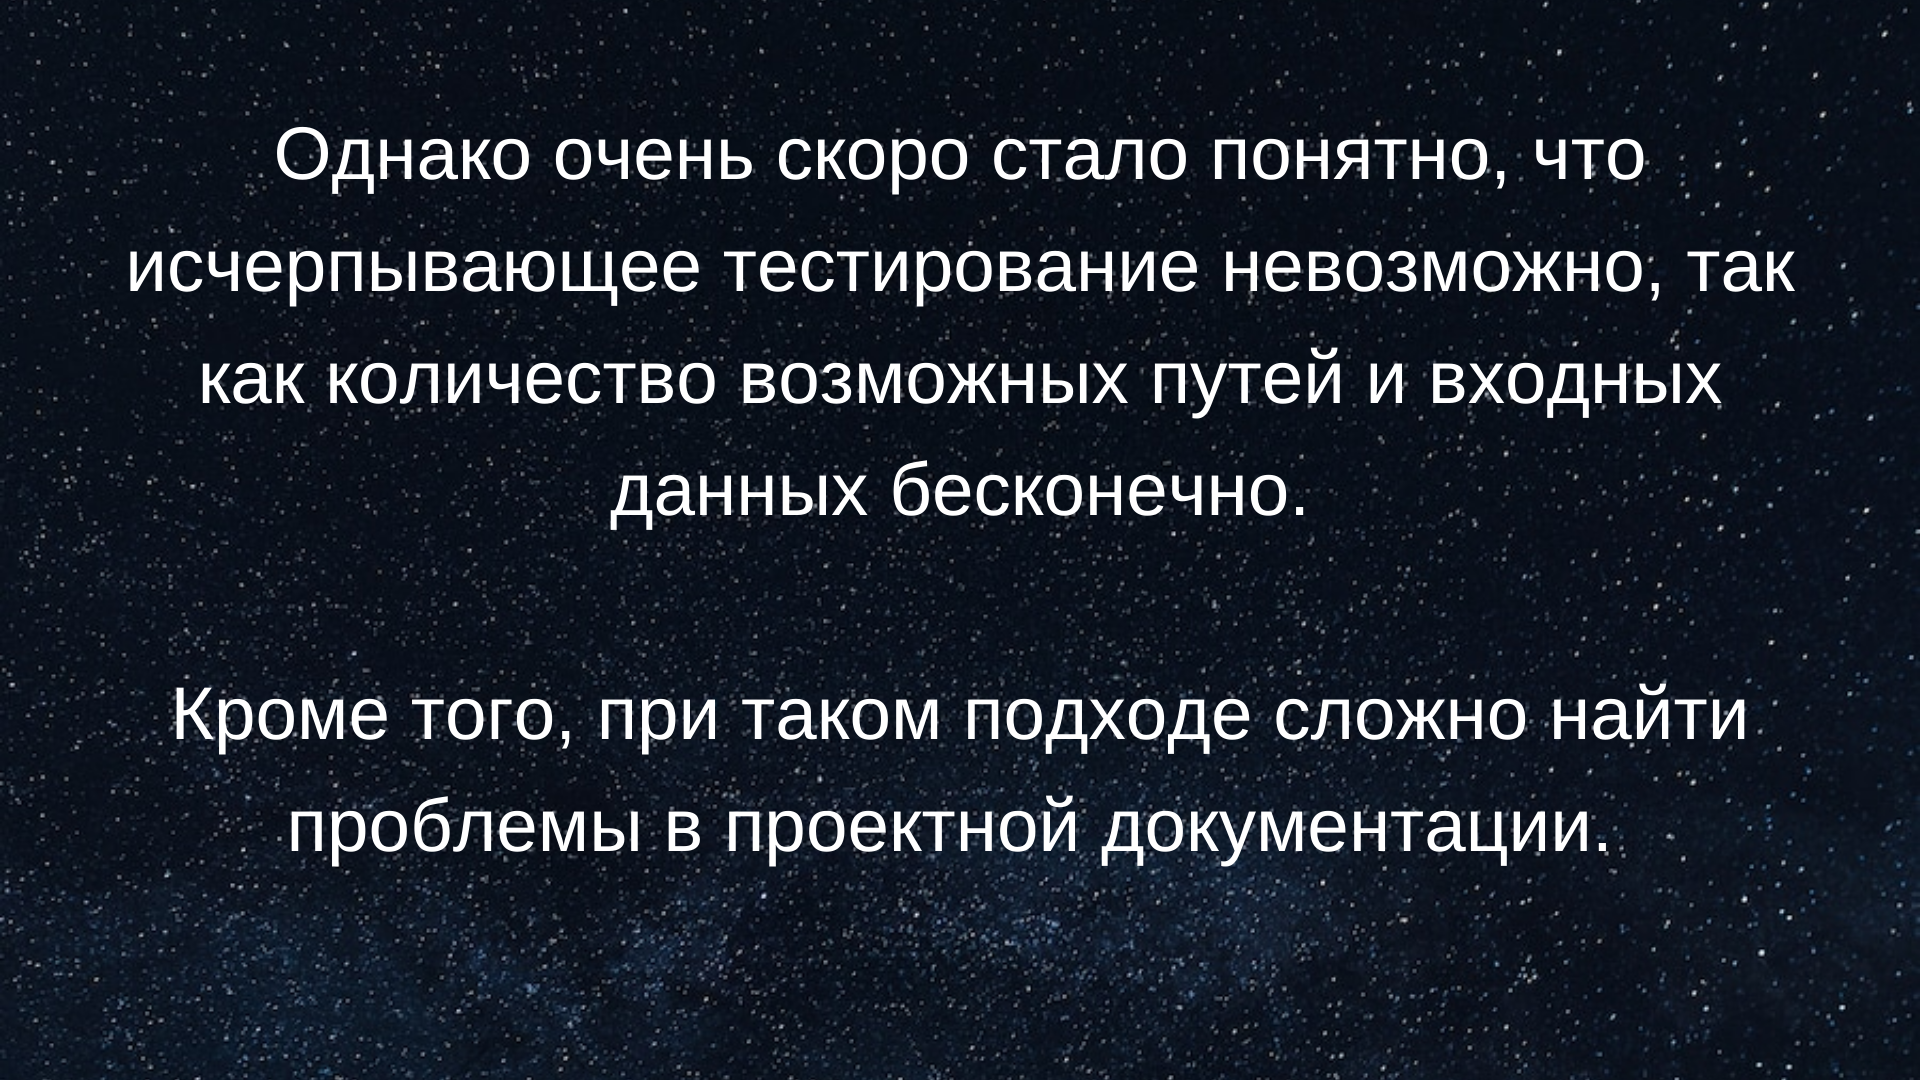 Однако очень скоро стало понятно, что
исчерпывающее тестирование невозможно, так
как количество возможных путей и входных
данных бесконечно.
Кроме того, при таком подходе сложно найти
проблемы в проектной документации.